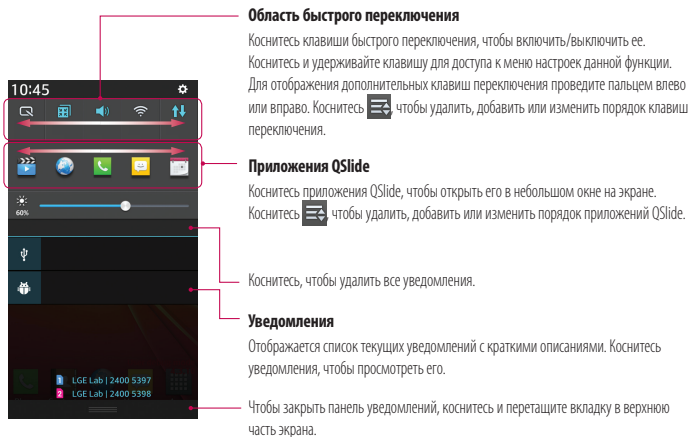 Область быстрого переключения
Коснитесь клавиши быстрого переключения, чтобы включить/выключить ее.
Коснитесь и удерживайте клавишу для доступа к меню настроек данной функции.
Для отображения дополнительных клавиш переключения проведите пальцем влево
или вправо. Коснитесь , чтобы удалить, добавить или изменить порядок клавиш
переключения.
Приложения QSlide
Коснитесь приложения QSlide, чтобы открыть его в небольшом окне на экране.
Коснитесь , чтобы удалить, добавить или изменить порядок приложений QSlide.
Коснитесь, чтобы удалить все уведомления.
Уведомления
Отображается список текущих уведомлений с краткими описаниями. Коснитесь
уведомления, чтобы просмотреть его.
Чтобы закрыть панель уведомлений, коснитесь и перетащите вкладку в верхнюю
часть экрана.
10:45
60%
1 LGE Lab | 2400 5397
2 LGE Lab | 2400 5398